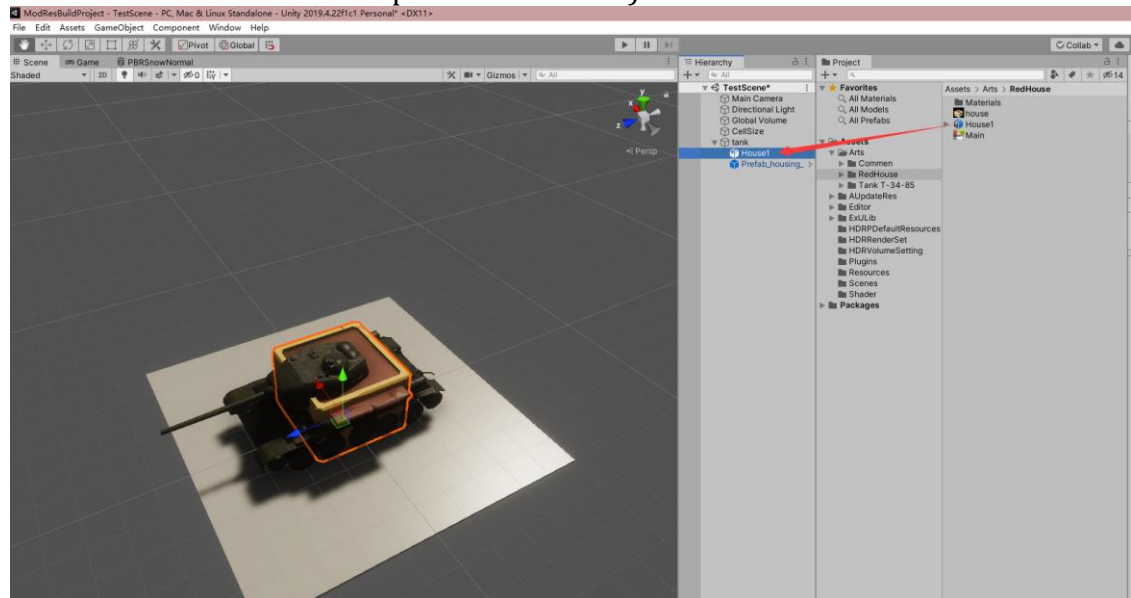 ModResBuildProject - TestScene - PC, Mac & Linux Standalone - Unity 2019.4.22f1c1 Personal* <DX11>
File Edit Assets GameObject Component Window Help
Pivot Global Collab
Scene Game PBRSnowNormal
Shaded 2D 0 Gizmos All
y
x
z
Persp
Hierarchy
All
TestScene*
Main Camera
Directional Light
Global Volume
CellSize
tank
House1
Prefab_housing_
Project
14
Favorites
All Materials
All Models
All Prefabs
Assets
Arts
Commen
RedHouse
Tank T-34-85
AUpdateRes
Editor
ExULib
HDRPDefaultResources
HDRRenderSet
HDRVolumeSetting
Plugins
Resources
Scenes
Shader
Packages
Assets > Arts > RedHouse
Materials
house
House1
Main